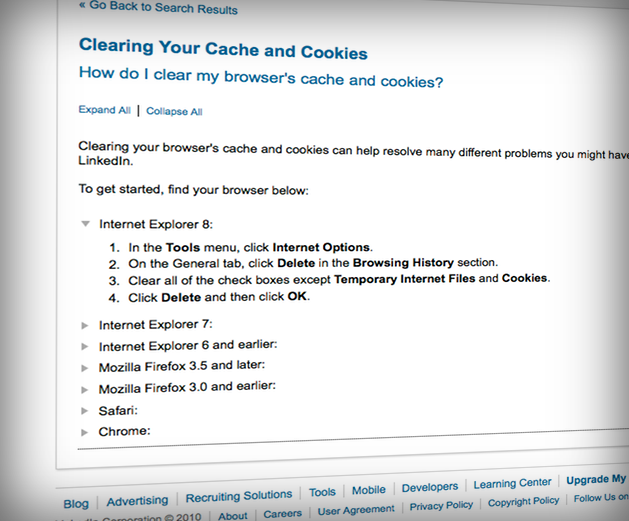 « Go Back to Search Results
Clearing Your Cache and Cookies
How do I clear my browser's cache and cookies?
Expand All | Collapse All
Clearing your browser's cache and cookies can help resolve many different problems you might have
LinkedIn.
To get started, find your browser below:
Internet Explorer 8:
1. In the Tools menu, click Internet Options.
2. On the General tab, click Delete in the Browsing History section.
3. Clear all of the check boxes except Temporary Internet Files and Cookies.
4. Click Delete and then click OK.
Internet Explorer 7:
Internet Explorer 6 and earlier:
Mozilla Firefox 3.5 and later:
Mozilla Firefox 3.0 and earlier:
Safari:
Chrome:
Blog | Advertising | Recruiting Solutions | Tools | Mobile | Developers | Learning Center | Upgrade My
Corporation © 2010 | About | Careers | User Agreement | Privacy Policy | Copyright Policy | Follow Us on